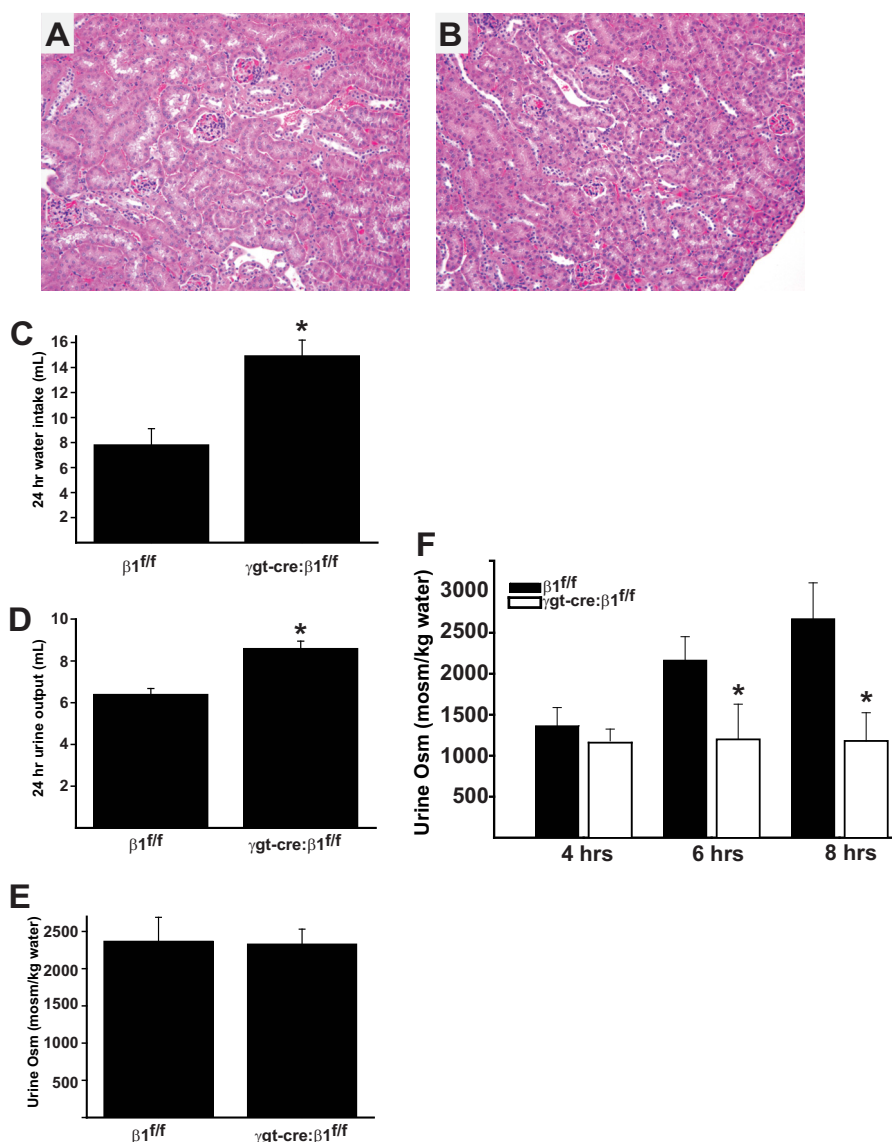 A
B
C
24 hr water intake (mL)
16
14
12
10
8
6
4
2
*
β1f/f
γgt-cre:β1f/f
D
24 hr urine output (mL)
10
8
6
4
2
*
β1f/f
γgt-cre:β1f/f
E
Urine Osm (mosm/kg water)
2500
2000
1500
1000
500
β1f/f
γgt-cre:β1f/f
F
Urine Osm (mosm/kg water)
3000
2500
2000
1500
1000
500
β1f/f
γgt-cre:β1f/f
*
*
4 hrs
6 hrs
8 hrs